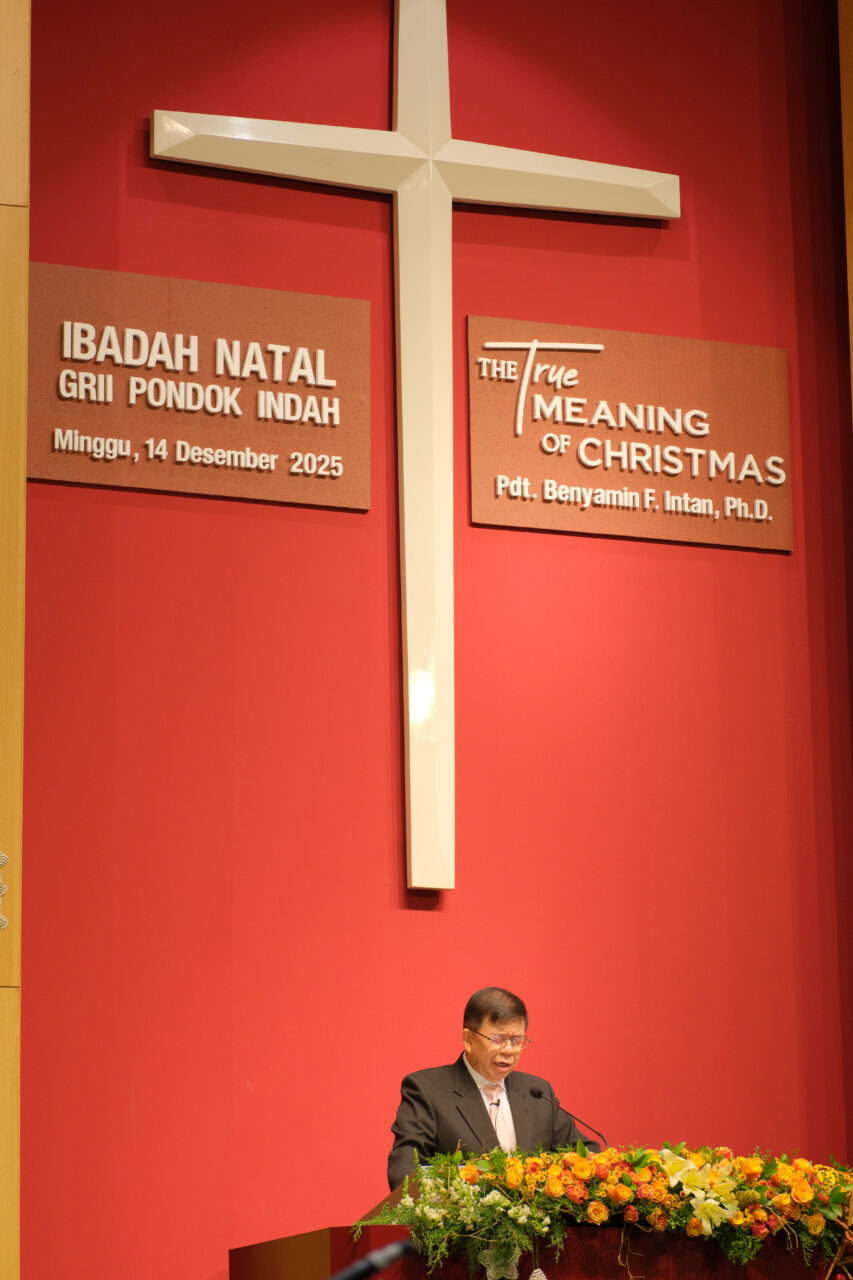 IBADAH NATAL
GRII PONDOK INDAH
Minggu, 14 Desember 2025
THE True
MEANING
OF CHRISTMAS
Pdt. Benyamin F. Intan, Ph.D.